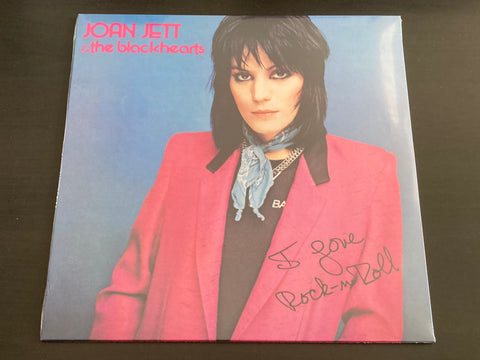 JOAN JETT
& the blackhearts
BA
I Love
Rock-n Roll